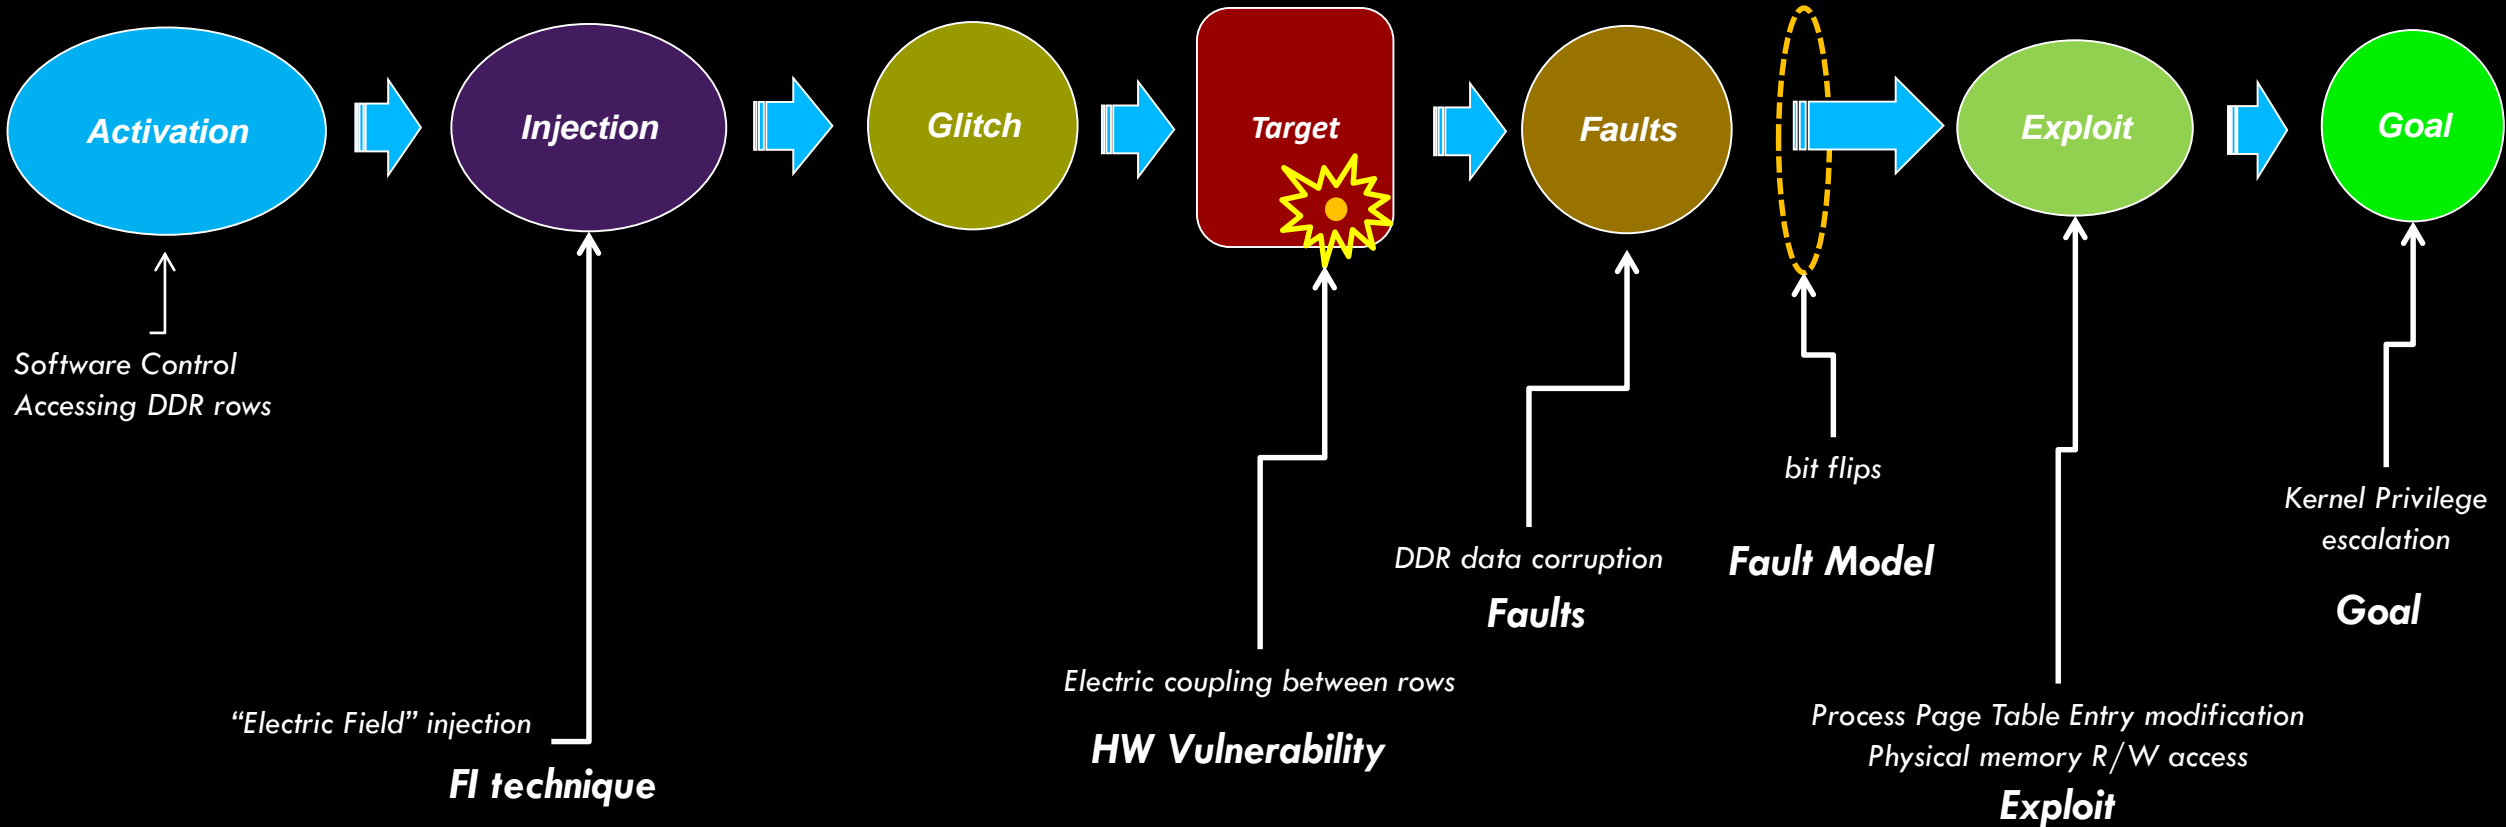 Activation
Injection
Glitch
Target
Faults
Exploit
Goal
Software Control
Accessing DDR rows
“Electric Field” injection
FI technique
Electric coupling between rows
HW Vulnerability
DDR data corruption
Faults
bit flips
Fault Model
Process Page Table Entry modification
Physical memory R/W access
Exploit
Kernel Privilege
escalation
Goal